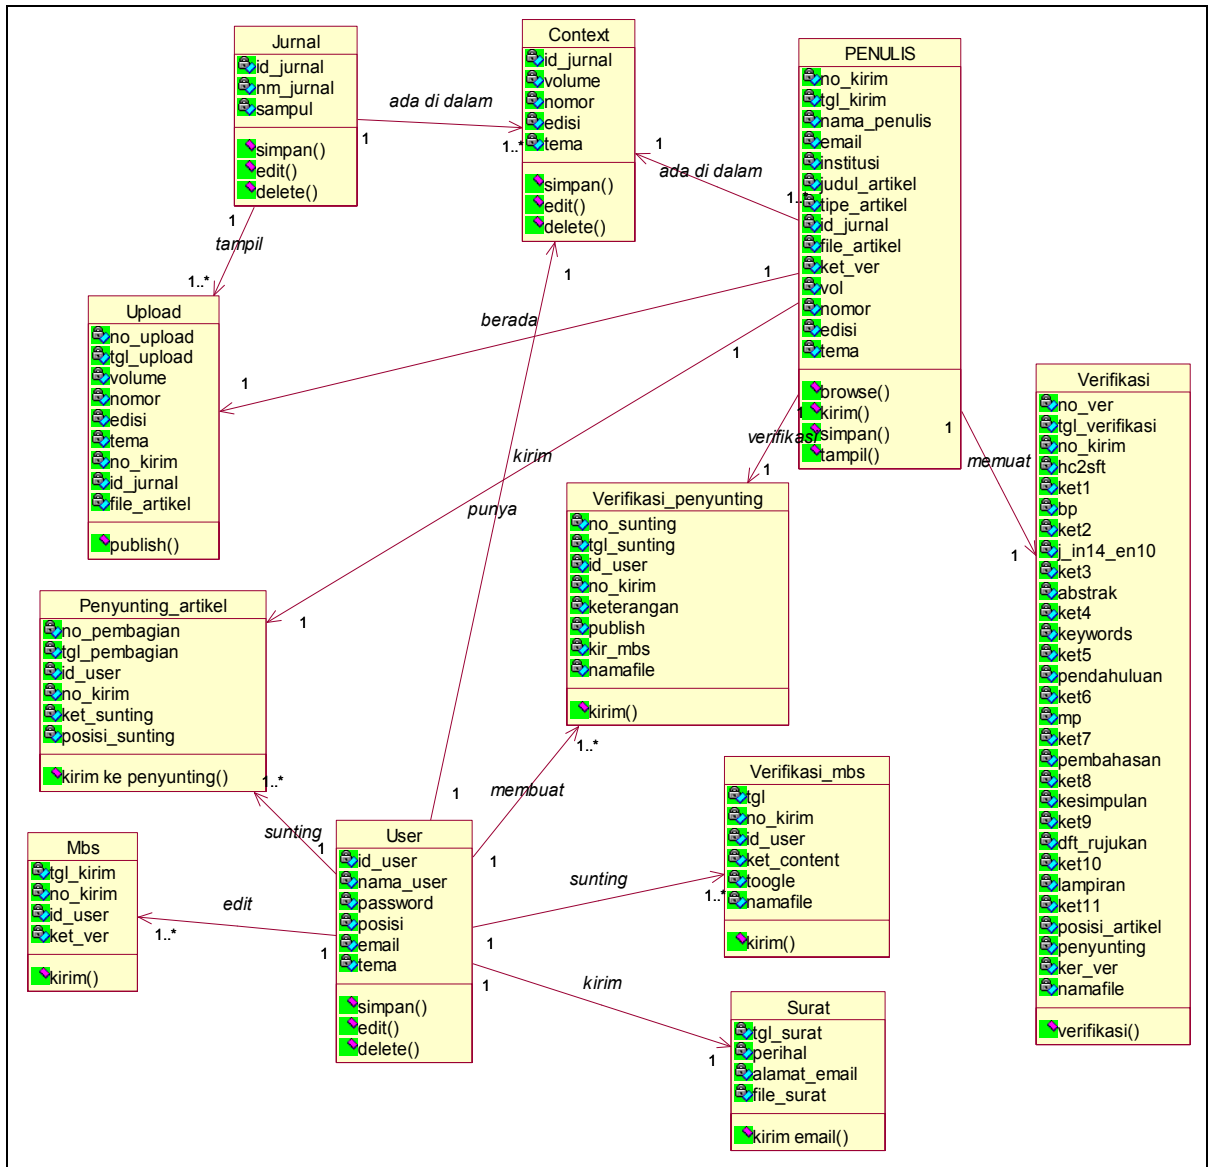 Jurnal
id_jurnal
nm_jurnal
sampul
simpan()
edit()
delete()
1
ada di dalam
1..*
Context
id_jurnal
volume
nomor
edisi
tema
simpan()
edit()
delete()
1
ada di dalam
1..*
PENULIS
no_kirim
tgl_kirim
nama_penulis
email
institusi
judul_artikel
tipe_artikel
id_jurnal
file_artikel
ket_ver
vol
nomor
edisi
tema
browse()
kirim()
simpan()
tampil()
1
tampil
1..*
Upload
no_upload
tgl_upload
volume
nomor
edisi
tema
no_kirim
id_jurnal
file_artikel
publish()
1
berada
1
1
kirim
1
1
verifikasi
1
1
memuat
1
Verifikasi
no_ver
tgl_verifikasi
no_kirim
hc2sft
ket1
bp
ket2
j_in14_en10
ket3
abstrak
ket4
keywords
ket5
pendahuluan
ket6
mp
ket7
pembahasan
ket8
kesimpulan
ket9
dft_rujukan
ket10
lampiran
ket11
posisi_artikel
penyunting
ker_ver
namafile
verifikasi()
1
punya
1
Verifikasi_penyunting
no_sunting
tgl_sunting
id_user
no_kirim
keterangan
publish
kir_mbs
namafile
kirim()
1..*
membuat
1
Penyunting_artikel
no_pembagian
tgl_pembagian
id_user
no_kirim
ket_sunting
posisi_sunting
kirim ke penyunting()
1..*
sunting
1
Mbs
tgl_kirim
no_kirim
id_user
ket_ver
kirim()
edit
1..*
1
User
id_user
nama_user
password
posisi
email
tema
simpan()
edit()
delete()
sunting
1
1..*
Verifikasi_mbs
tgl
no_kirim
id_user
ket_content
toogle
namafile
kirim()
1
kirim
1
Surat
tgl_surat
perihal
alamat_email
file_surat
kirim email()